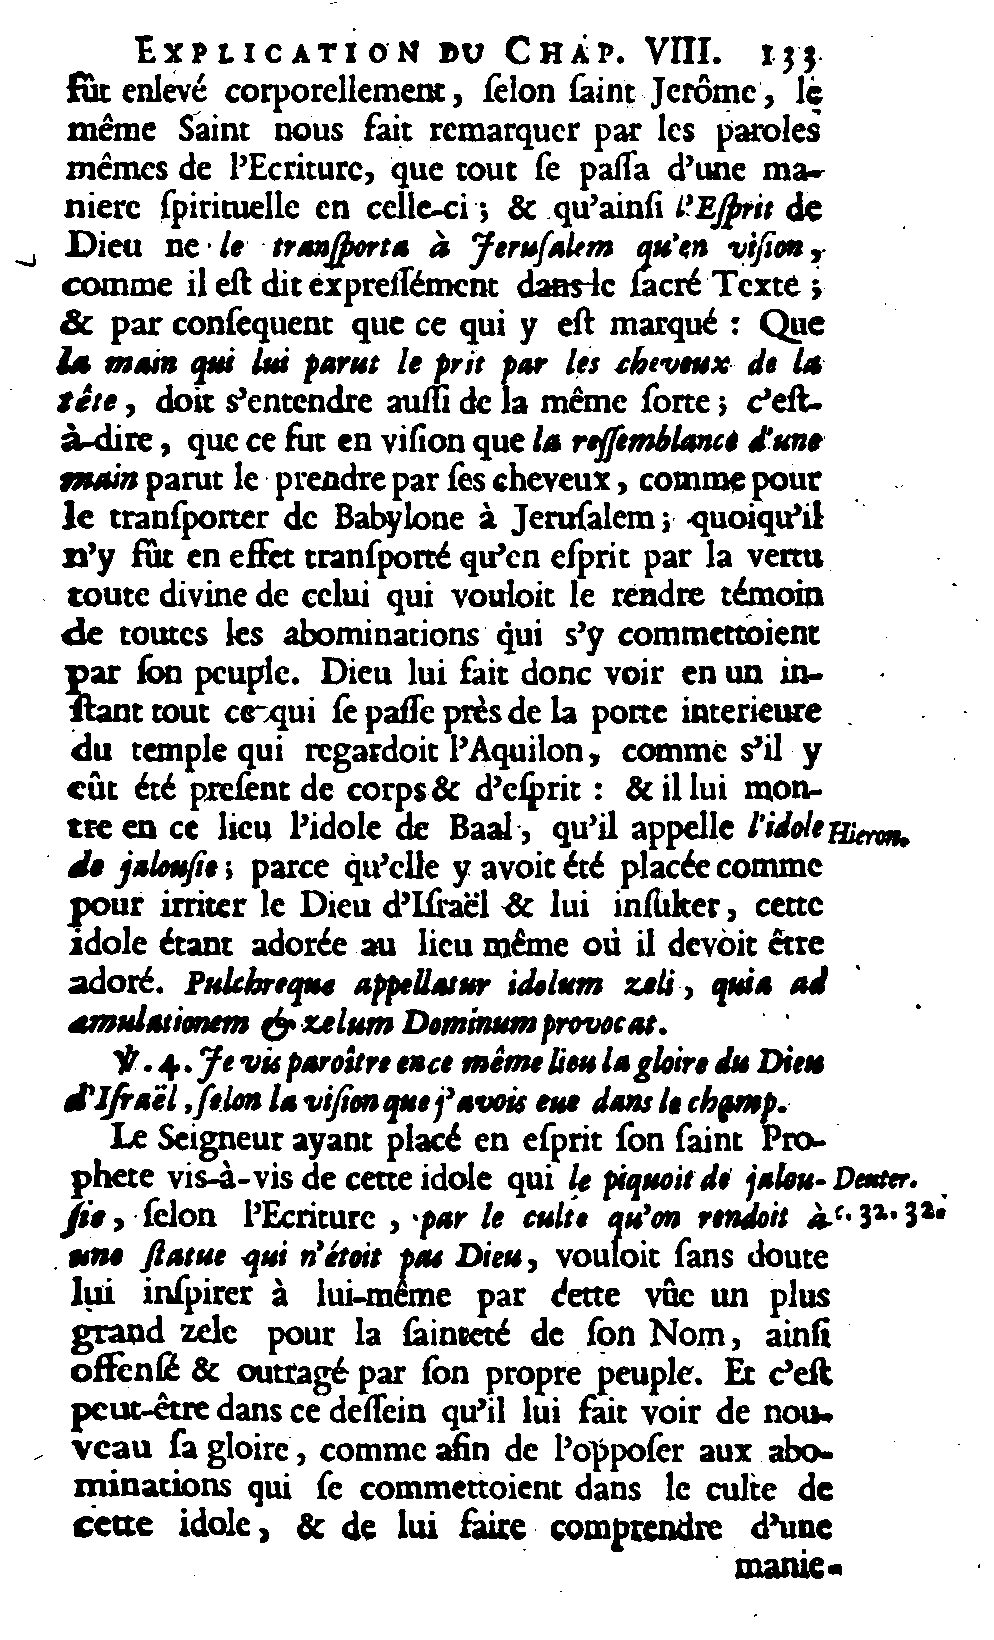 EXPLICATION DU CHAP. VIII. 133
fût enlevé corporellement, ſelon ſaint Jerôme, le
même Saint nous fait remarquer par les paroles
mêmes de l'Ecriture, que tout ſe paſſa d'une ma-
niere ſpirituelle en celle-ci; & qu'ainſi l'Eſprit de
Dieu ne le tranſporta à Jeruſalem qu'en viſion,
comme il eſt dit expreſſément dans le ſacré Texte;
& par conſequent que ce qui y eſt marqué : Que
la main qui lui parut le prit par les cheveux de la
tête, doit s'entendre auſſi de la même ſorte; c'eſt-
à-dire, que ce fut en viſion que la reſſemblance d'une
main parut le prendre par ſes cheveux, comme pour
le tranſporter de Babylone à Jeruſalem; quoiqu'il
n'y fût en effet tranſporté qu'en eſprit par la vertu
toute divine de celui qui vouloit le rendre témoin
de toutes les abominations qui s'y commettoient
par ſon peuple. Dieu lui fait donc voir en un in-
ſtant tout ce qui ſe paſſe près de la porte interieure
du temple qui regardoit l'Aquilon, comme s'il y
eût été preſent de corps & d'eſprit : & il lui mon-
tre en ce lieu l'idole de Baal, qu'il appelle l'idole Hieron.
de jalouſie; parce qu'elle y avoit été placée comme
pour irriter le Dieu d'Iſraël & lui inſulter, cette
idole étant adorée au lieu même où il devoit être
adoré. Pulchreque appellatur idolum zeli, quia ad
æmulationem & zelum Dominum provocat.
℣. 4. Je vis paroître en ce même lieu la gloire du Dieu
d'Iſraël, ſelon la viſion que j'avois eue dans le champ.
Le Seigneur ayant placé en eſprit ſon ſaint Pro-
phete vis-à-vis de cette idole qui le piquoit de jalou- Deuter.
ſie, ſelon l'Ecriture, par le culte qu'on rendoit à c. 32. 32.
une ſtatue qui n'étoit pas Dieu, vouloit ſans doute
lui inſpirer à lui-même par cette vûe un plus
grand zele pour la ſainteté de ſon Nom, ainſi
offenſé & outragé par ſon propre peuple. Et c'eſt
peut-être dans ce deſſein qu'il lui fait voir de nou-
veau ſa gloire, comme afin de l'oppoſer aux abo-
minations qui ſe commettoient dans le culte de
cette idole, & de lui faire comprendre d'une
manie-